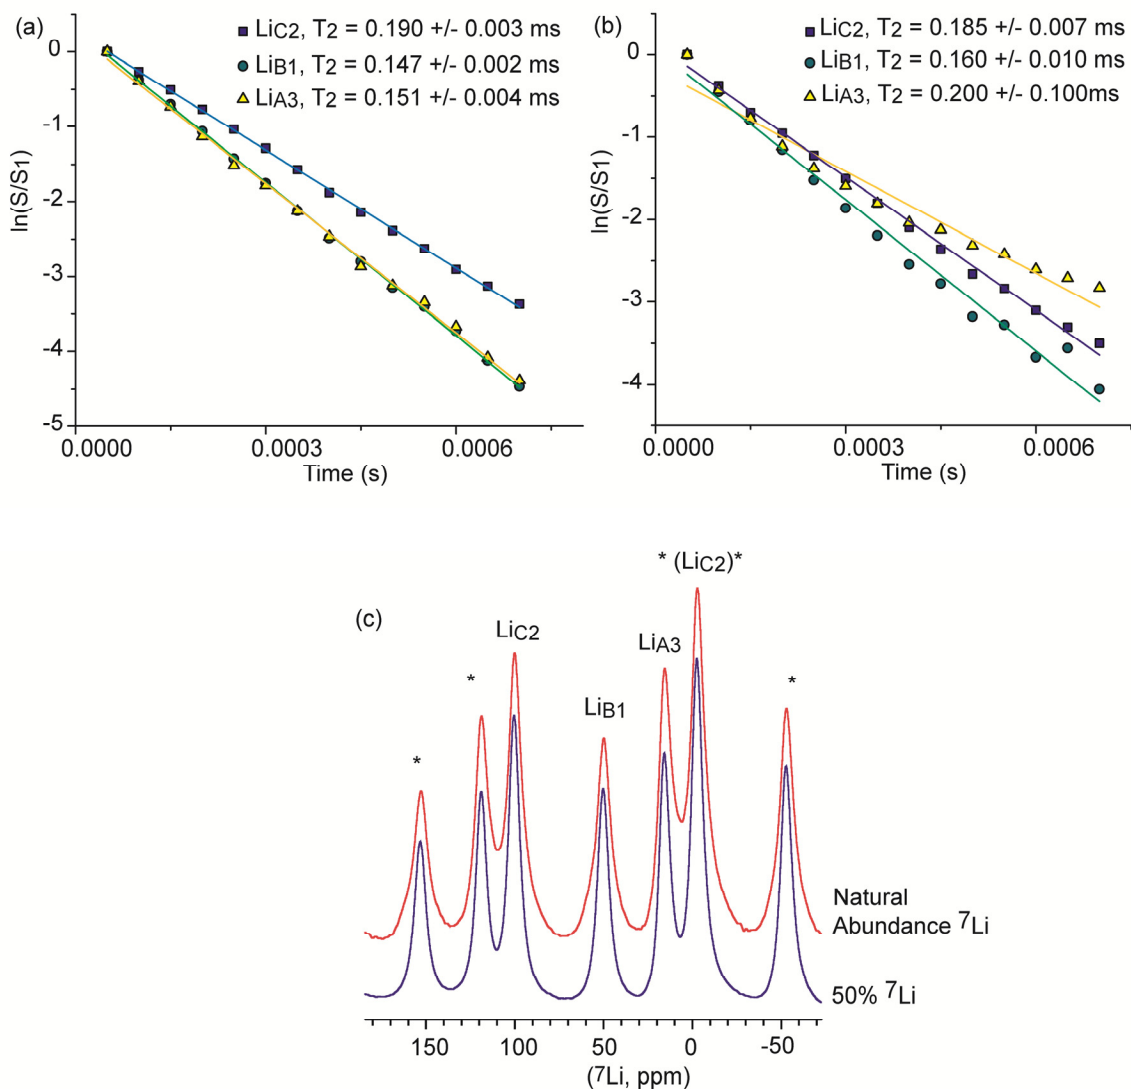 (a)
LiC2, T2 = 0.190 +/- 0.003 ms
LiB1, T2 = 0.147 +/- 0.002 ms
LiA3, T2 = 0.151 +/- 0.004 ms
ln(S/S1)
0
-1
-2
-3
-4
-5
0.0000 0.0003 0.0006
Time (s)
(b)
LiC2, T2 = 0.185 +/- 0.007 ms
LiB1, T2 = 0.160 +/- 0.010 ms
LiA3, T2 = 0.200 +/- 0.100ms
ln(S/S1)
0
-1
-2
-3
-4
0.0000 0.0003 0.0006
Time (s)
(c)
* (LiC2)*
LiC2
LiA3
*
*
LiB1
*
Natural
Abundance ⁷Li
50% ⁷Li
150 100 50 0 -50
(⁷Li, ppm)